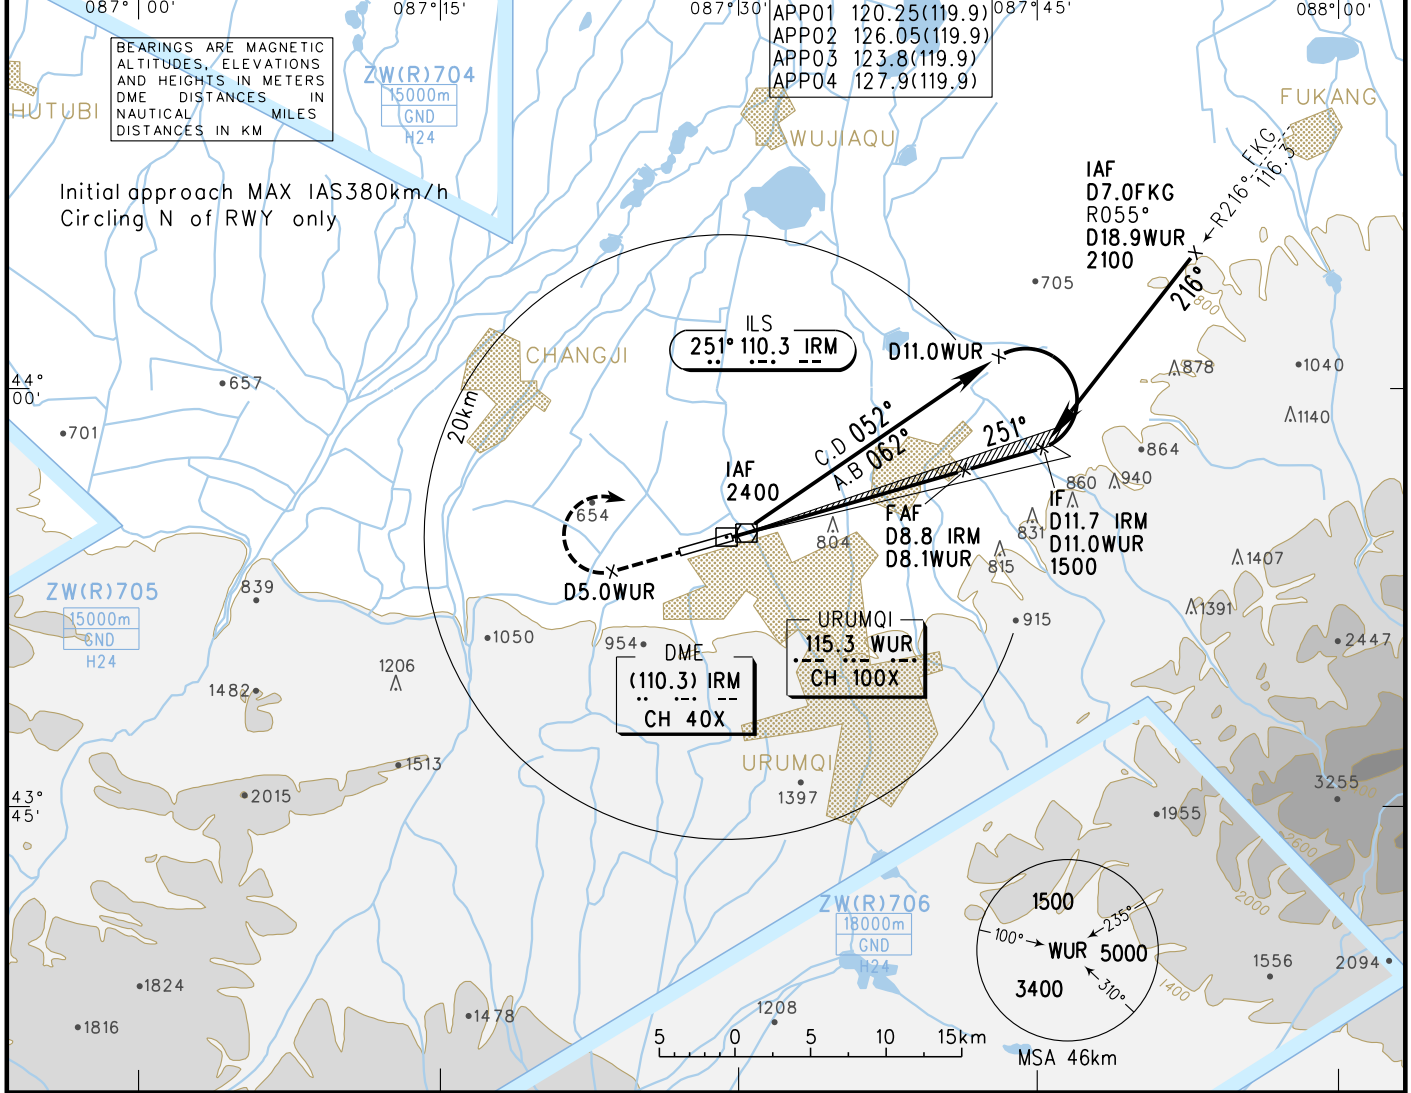 087° 00'
087° 15'
087° 30'
087° 45'
088° 00'
APP01 120.25(119.9)
APP02 126.05(119.9)
APP03 123.8(119.9)
APP04 127.9(119.9)
BEARINGS ARE MAGNETIC
ALTITUDES, ELEVATIONS
AND HEIGHTS IN METERS
DME DISTANCES IN
NAUTICAL MILES
DISTANCES IN KM
ZW(R)704
15000m
GND
H24
HUTUBI
WUJIAQU
FUKANG
Initial approach MAX IAS380km/h
Circling N of RWY only
IAF
D7.0FKG
R055°
D18.9WUR
2100
R216° FKG
116.3
216°
800
705
ILS
251° 110.3 IRM
D11.0WUR
CHANGJI
20km
44°
00'
657
701
878
1040
1140
864
940
860
C.D 052°
A.B 062°
251°
IAF
2400
654
D5.0WUR
FAF
D8.8 IRM
D8.1WUR
804
831
815
IF
D11.7 IRM
D11.0WUR
1500
1407
1391
915
2447
ZW(R)705
15000m
GND
H24
839
1050
954
1206
1482
DME
(110.3) IRM
CH 40X
URUMQI
115.3 WUR
CH 100X
URUMQI
1397
1513
2015
43°
45'
3255
1955
2600
2000
1400
ZW(R)706
18000m
GND
H24
1500
235°
100°
WUR
5000
3400
310°
MSA 46km
1556
2094
1824
1816
1478
1208
5 0 5 10 15km